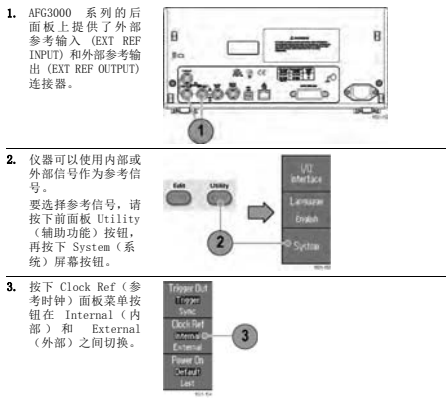 1. AFG3000 系列的后
面板上提供了外部
参考输入 (EXT REF
INPUT) 和外部参考输
出 (EXT REF OUTPUT)
连接器。
1
2. 仪器可以使用内部或
外部信号作为参考信
号。
要选择参考信号，请
按下前面板 Utility
（辅助功能）按钮，
再按下 System（系
统）屏幕按钮。
Edit
Utility
I/O
Interface
Language
English
System
2
3. 按下 Clock Ref（参
考时钟）面板菜单按
钮在 Internal（内
部）和 External
（外部）之间切换。
Trigger Out
Trigger
Sync
Clock Ref
Internal
External
Power On
Default
Last
3